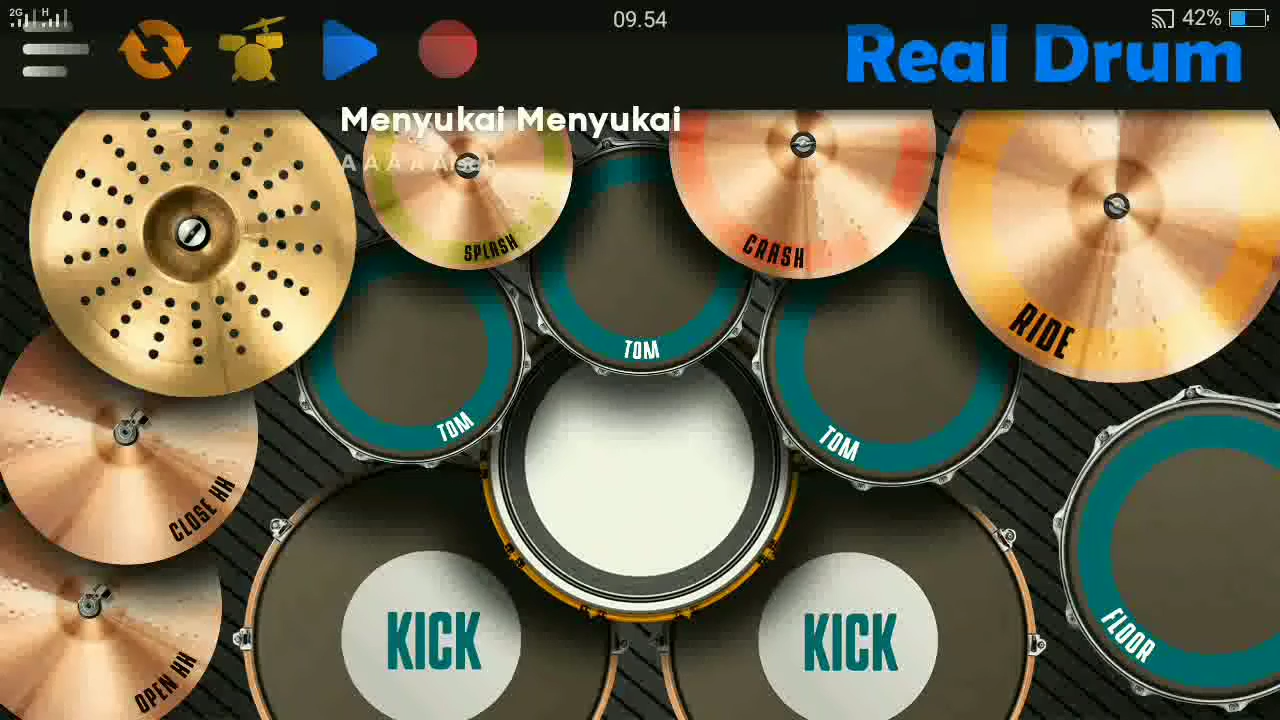 2G H 09.54 42%
Real Drum
Menyukai Menyukai
SPLASH
CRASH
RIDE
TOM
TOM
TOM
CLOSE HH
OPEN HH
KICK
KICK
FLOOR